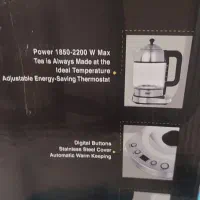 Power 1850-2200 W Max
Tea is Always Made at the
Ideal Temperature
Adjustable Energy-Saving Thermostat
Digital Buttons
Stainless Steel Cover
Automatic Warm Keeping